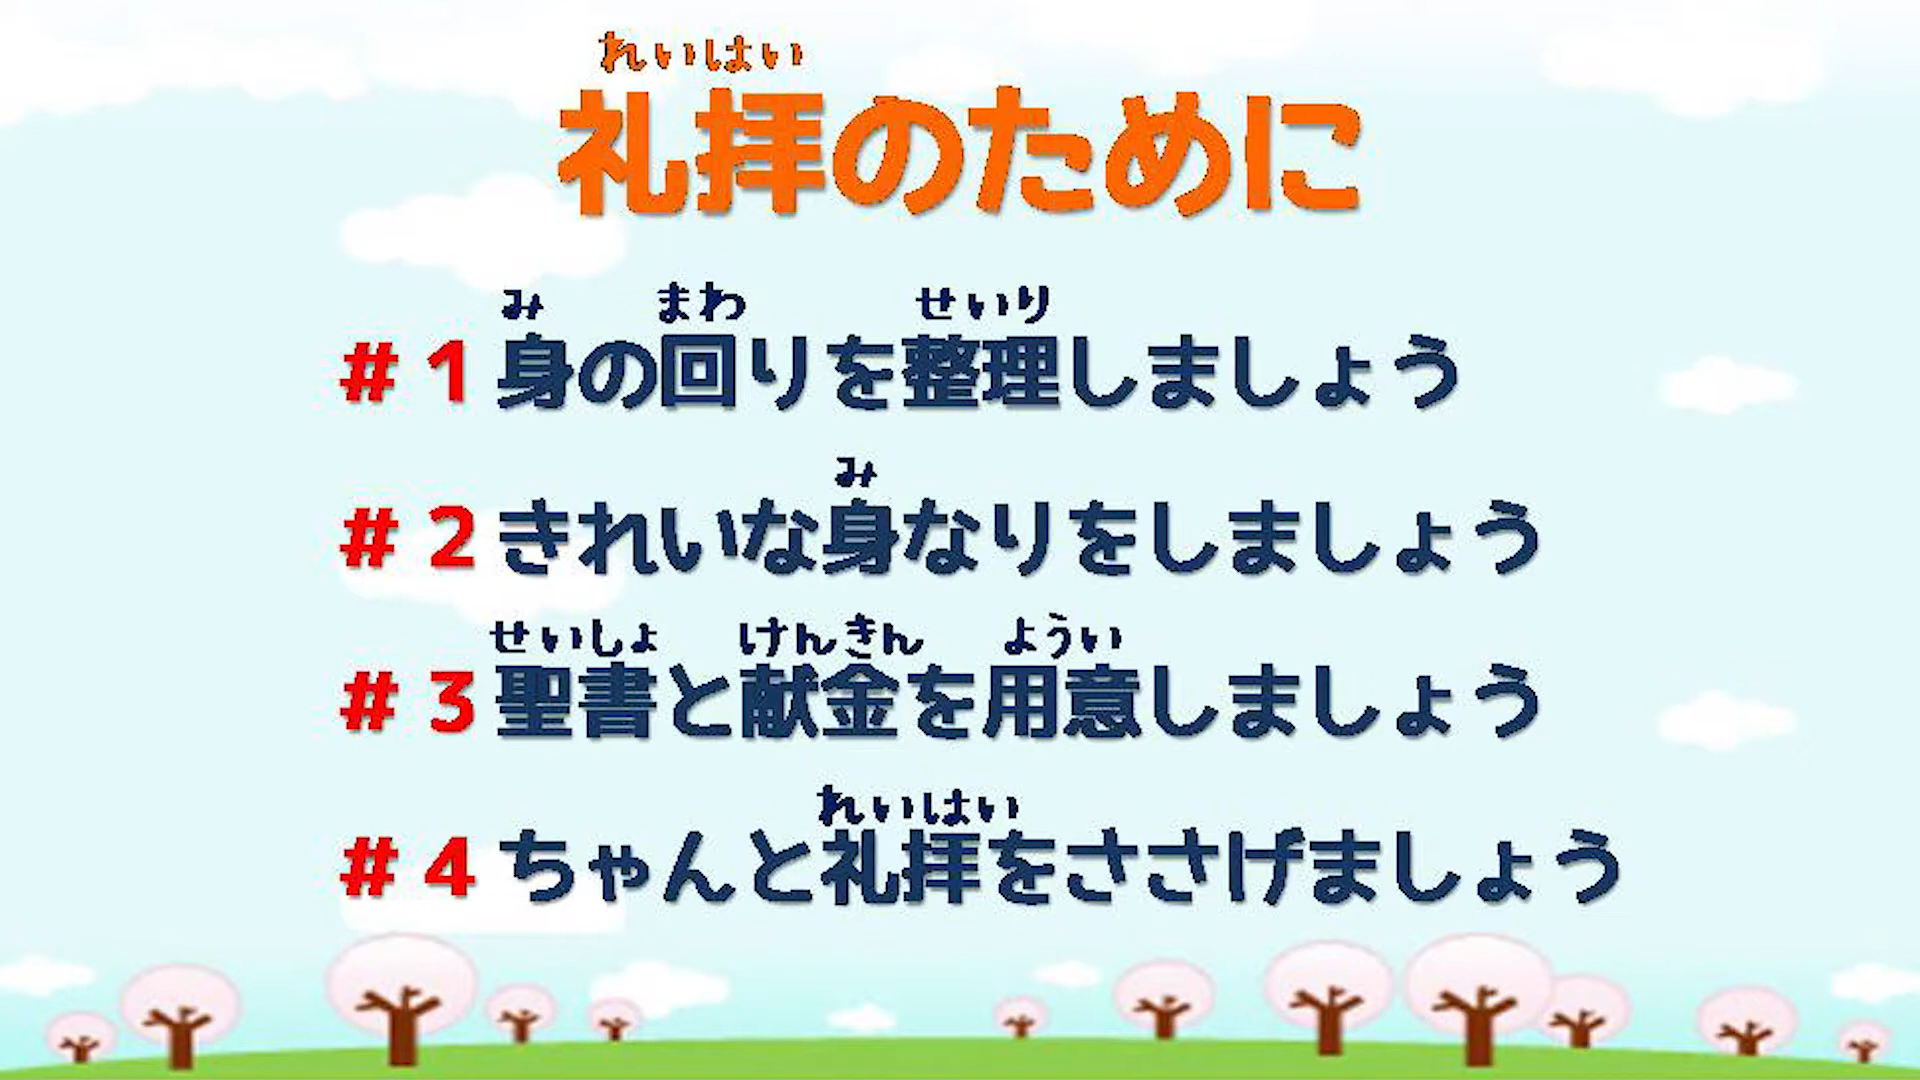 れいはい
礼拝のために
み まわ せいり
#1 身の回りを整理しましょう
み
#2 きれいな身なりをしましょう
せいしょ けんきん ようい
#3 聖書と献金を用意しましょう
れいはい
#4 ちゃんと礼拝をささげましょう